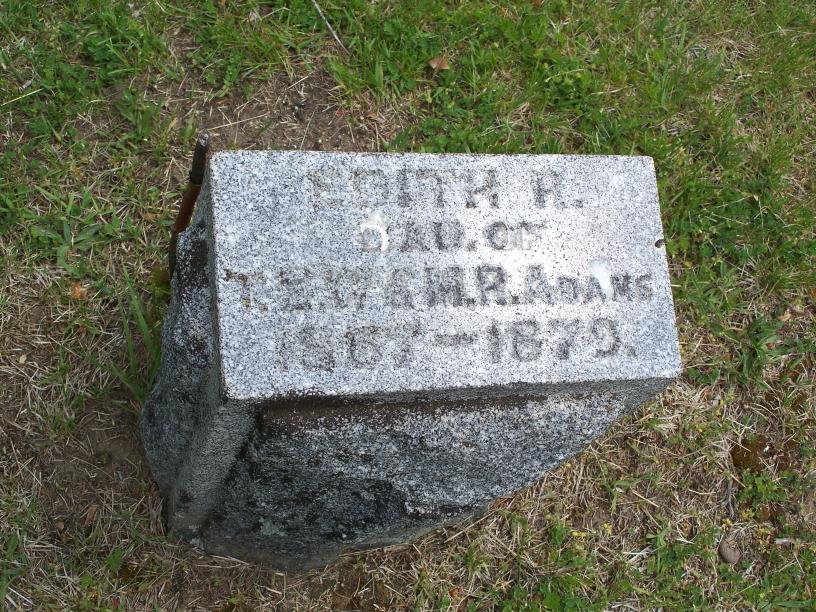 EDITH R.
DAU. OF
T. E. W & M. R. ADAMS
1867 – 1879.